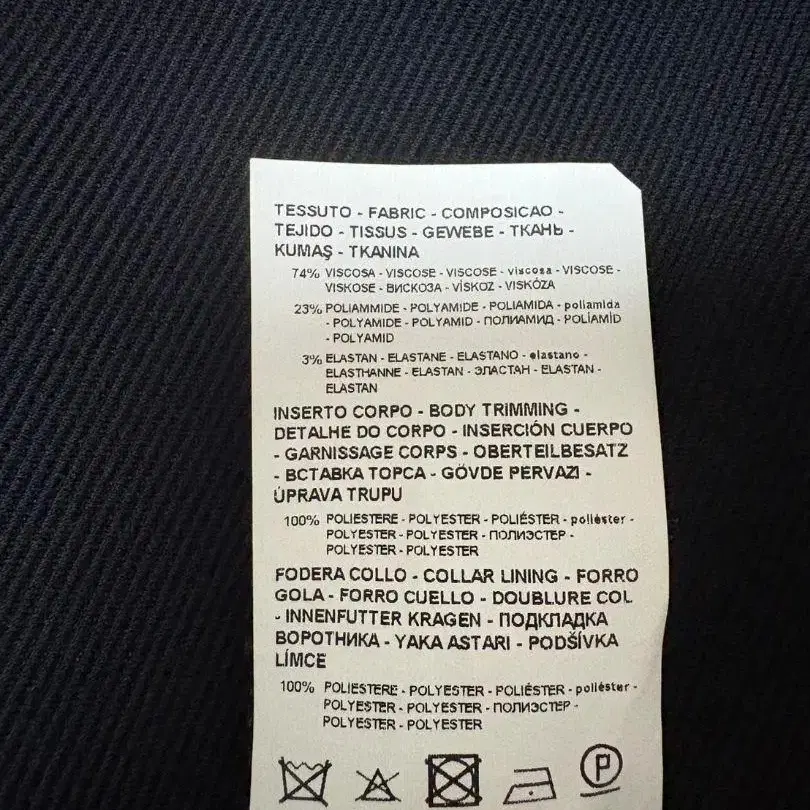 TESSUTO - FABRIC - COMPOSICAO -
TEJIDO - TISSUS - GEWEBE - ТКАНЬ -
KUMAŞ - TKANINA
74% VISCOSA - VISCOSE - VISCOSE - viscosa - VISCOSE -
VISKOSE - ВИСКОЗА - VİSKOZ - VISKÓZA
23% POLIAMMIDE - POLYAMIDE - POLIAMIDA - poliamida
- POLYAMIDE - POLYAMID - ПОЛИАМИД - POLİAMİD
- POLYAMID
3% ELASTAN - ELASTANE - ELASTANO - elastano -
ELASTHANNE - ELASTAN - ЭЛАСТАН - ELASTAN -
ELASTAN
INSERTO CORPO - BODY TRIMMING -
DETALHE DO CORPO - INSERCIÓN CUERPO
- GARNISSAGE CORPS - OBERTEILBESATZ
- ВСТАВКА ТОРСА - GÖVDE PERVAZI -
ÚPRAVA TRUPU
100% POLIESTERE - POLYESTER - POLIÉSTER - poliéster -
POLYESTER - POLYESTER - ПОЛИЭСТЕР -
POLYESTER - POLYESTER
FODERA COLLO - COLLAR LINING - FORRO
GOLA - FORRO CUELLO - DOUBLURE COL
- INNENFUTTER KRAGEN - ПОДКЛАДКА
ВОРОТНИКА - YAKA ASTARI - PODŠÍVKA
LÍMCE
100% POLIESTERE - POLYESTER - POLIÉSTER - poliéster -
POLYESTER - POLYESTER - ПОЛИЭСТЕР -
POLYESTER - POLYESTER
P